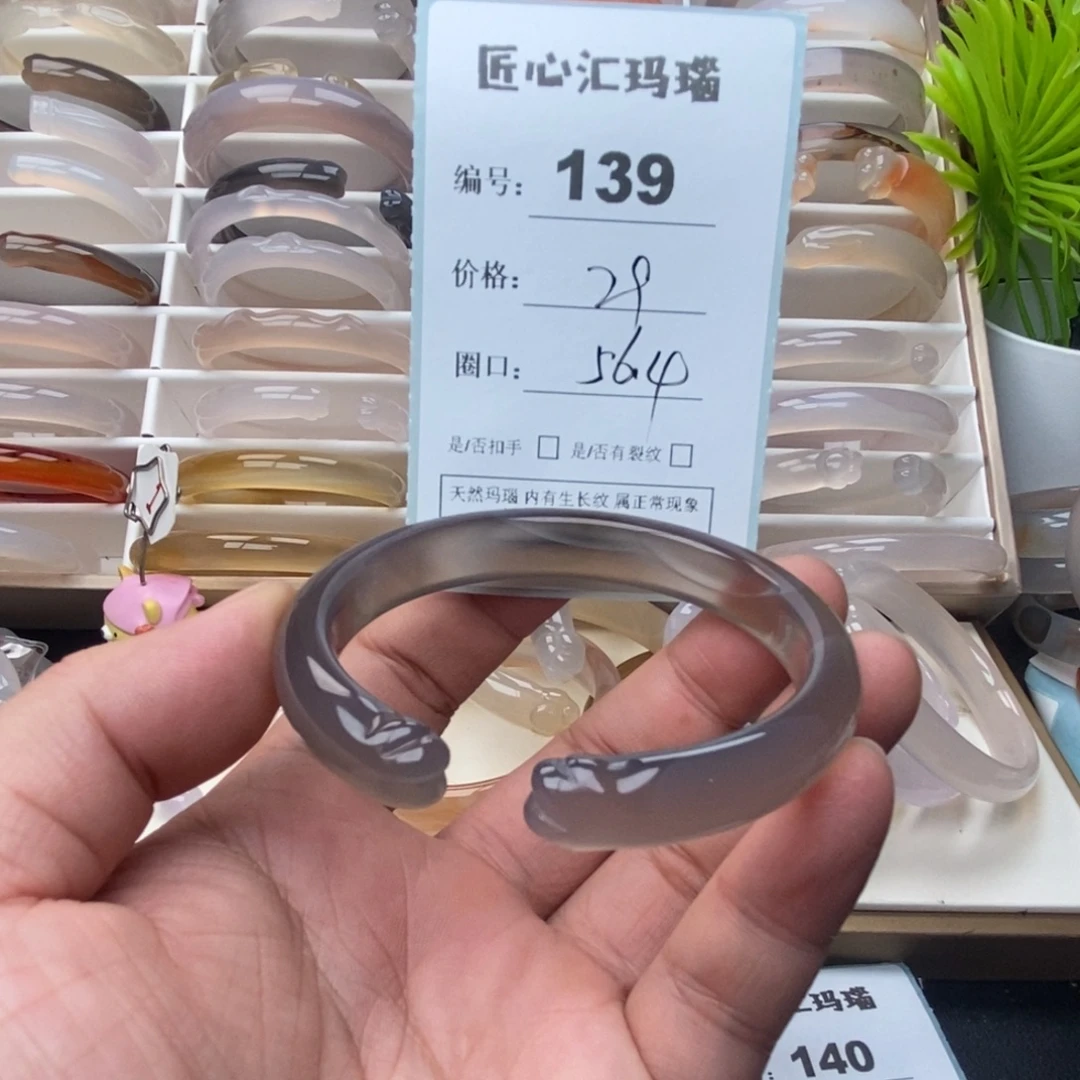 匠心汇玛瑙
编号： 139
价格： 29
圈口： 56.4
是/否扣手 □ 是/否有裂纹 □
天然玛瑙 内有生长纹 属正常现象
汇玛瑙
140